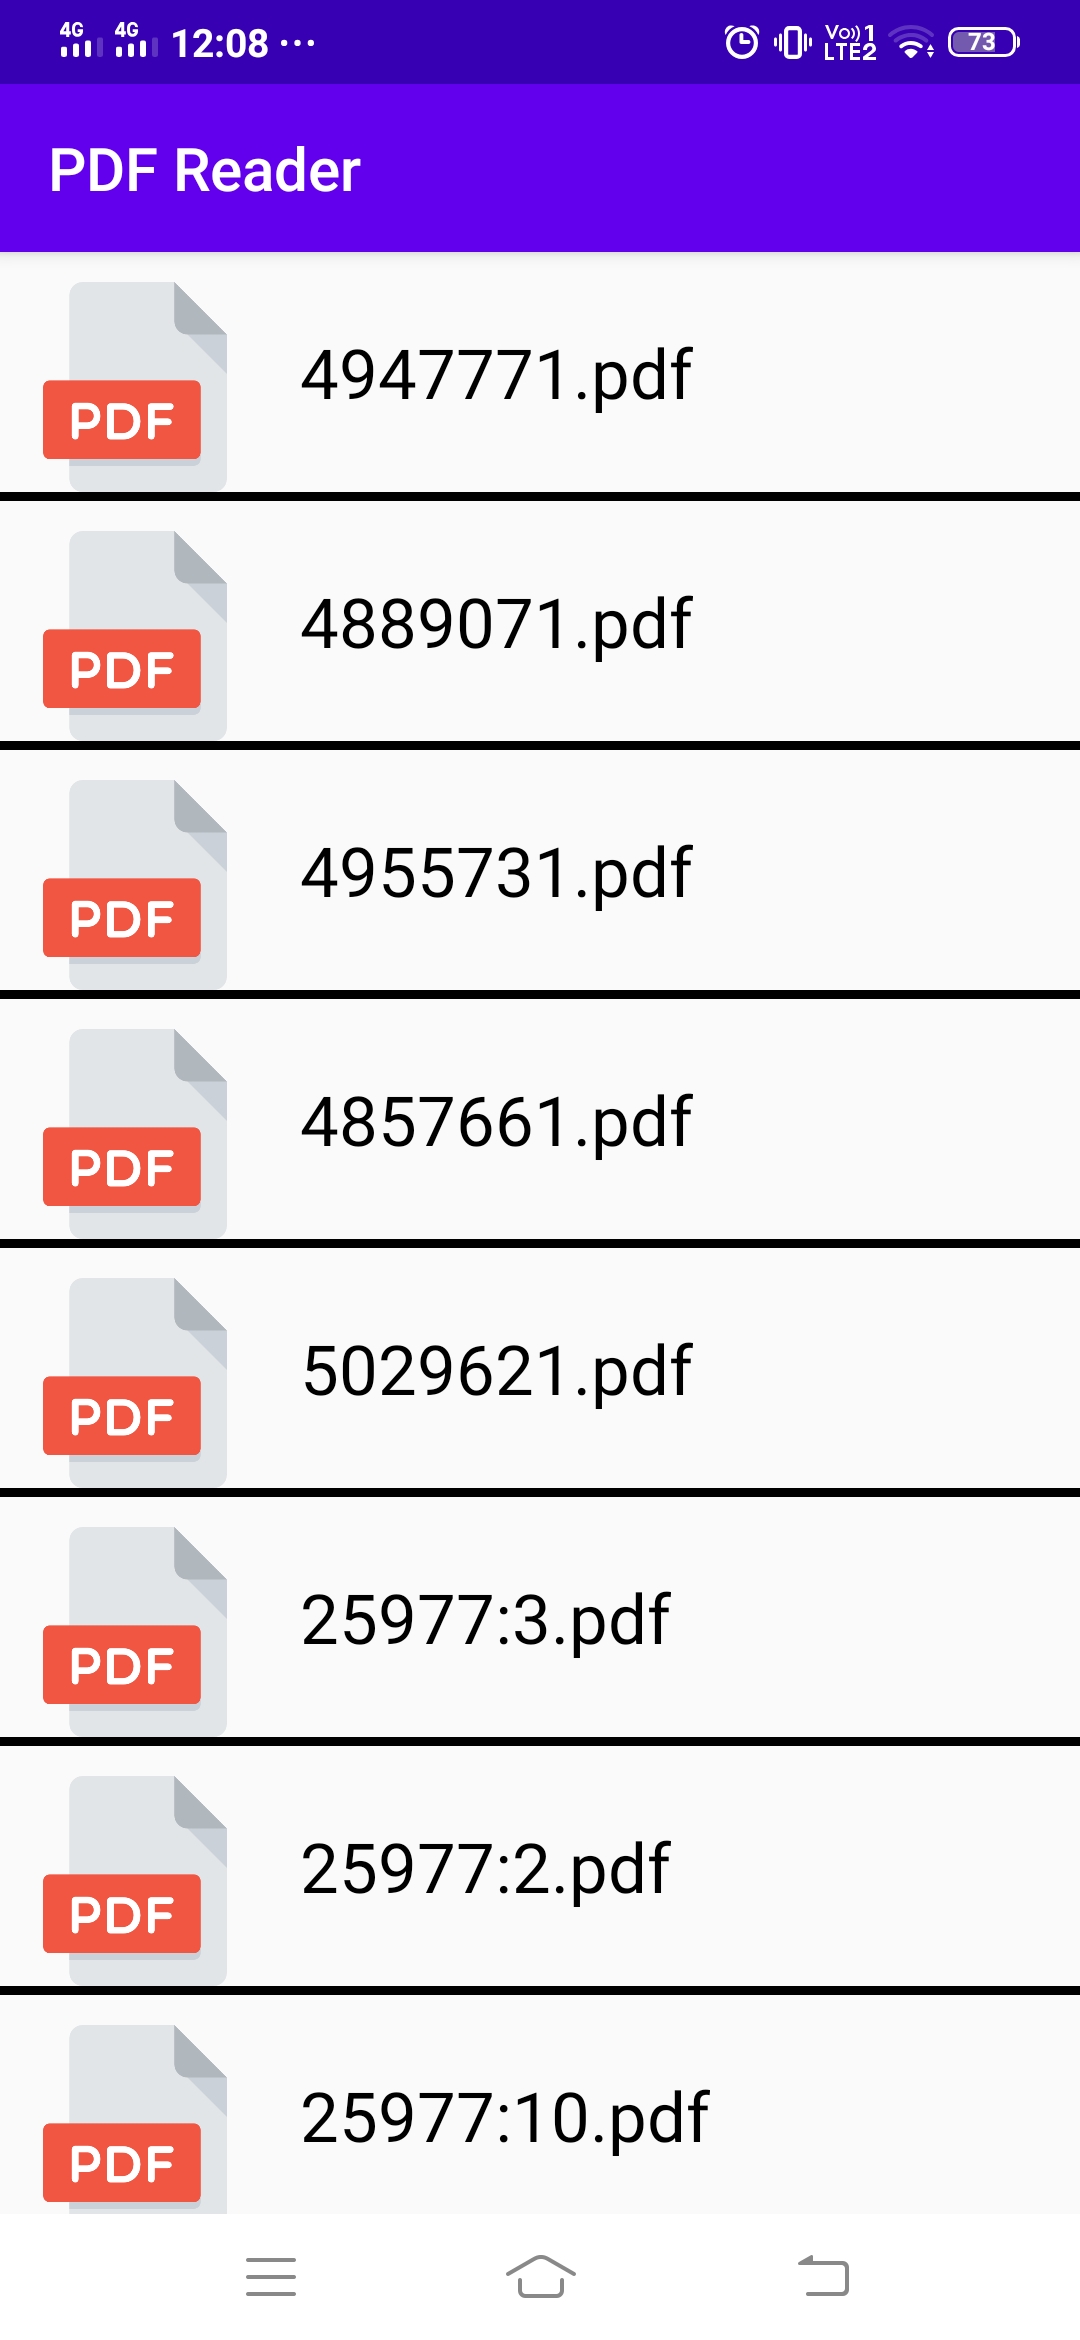 4G 4G 12:08 ... Vo)) 1 LTE2 73
PDF Reader
PDF 4947771.pdf
PDF 4889071.pdf
PDF 4955731.pdf
PDF 4857661.pdf
PDF 5029621.pdf
PDF 25977:3.pdf
PDF 25977:2.pdf
PDF 25977:10.pdf